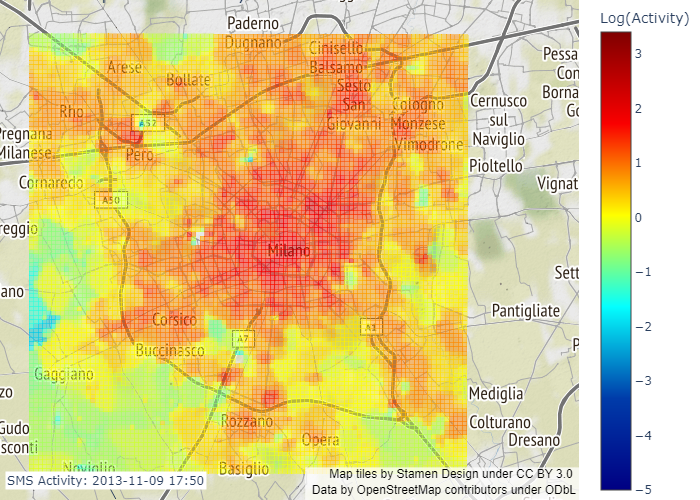 Log(Activity)
3
2
1
0
−1
−2
−3
−4
−5
Paderno
Dugnano
Cinisello
Balsamo
Sesto
San
Giovanni
Arese
Bollate
Rho
A52
Pero
Pregnana
Milanese
Cornaredo
A50
Cologno
Monzese
Vimodrone
Cernusco
sul
Naviglio
Pioltello
Pessa
Con
Borna
Go
Vignat
reggio
Milano
ano
Sett
Pantigliate
Corsico
A7
A1
Buccinasco
Gaggiano
P
zo
Mediglia
Gudo
sconti
Rozzano
Opera
Colturano
Dresano
Noviglio
Basiglio
SMS Activity: 2013-11-09 17:50
Map tiles by Stamen Design under CC BY 3.0
Data by OpenStreetMap contributors under ODbL